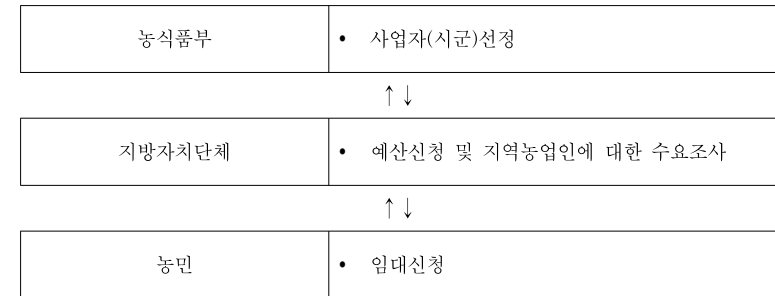 농식품부 • 사업자(시군)선정
↑↓
지방자치단체 • 예산신청 및 지역농업인에 대한 수요조사
↑↓
농민 • 임대신청